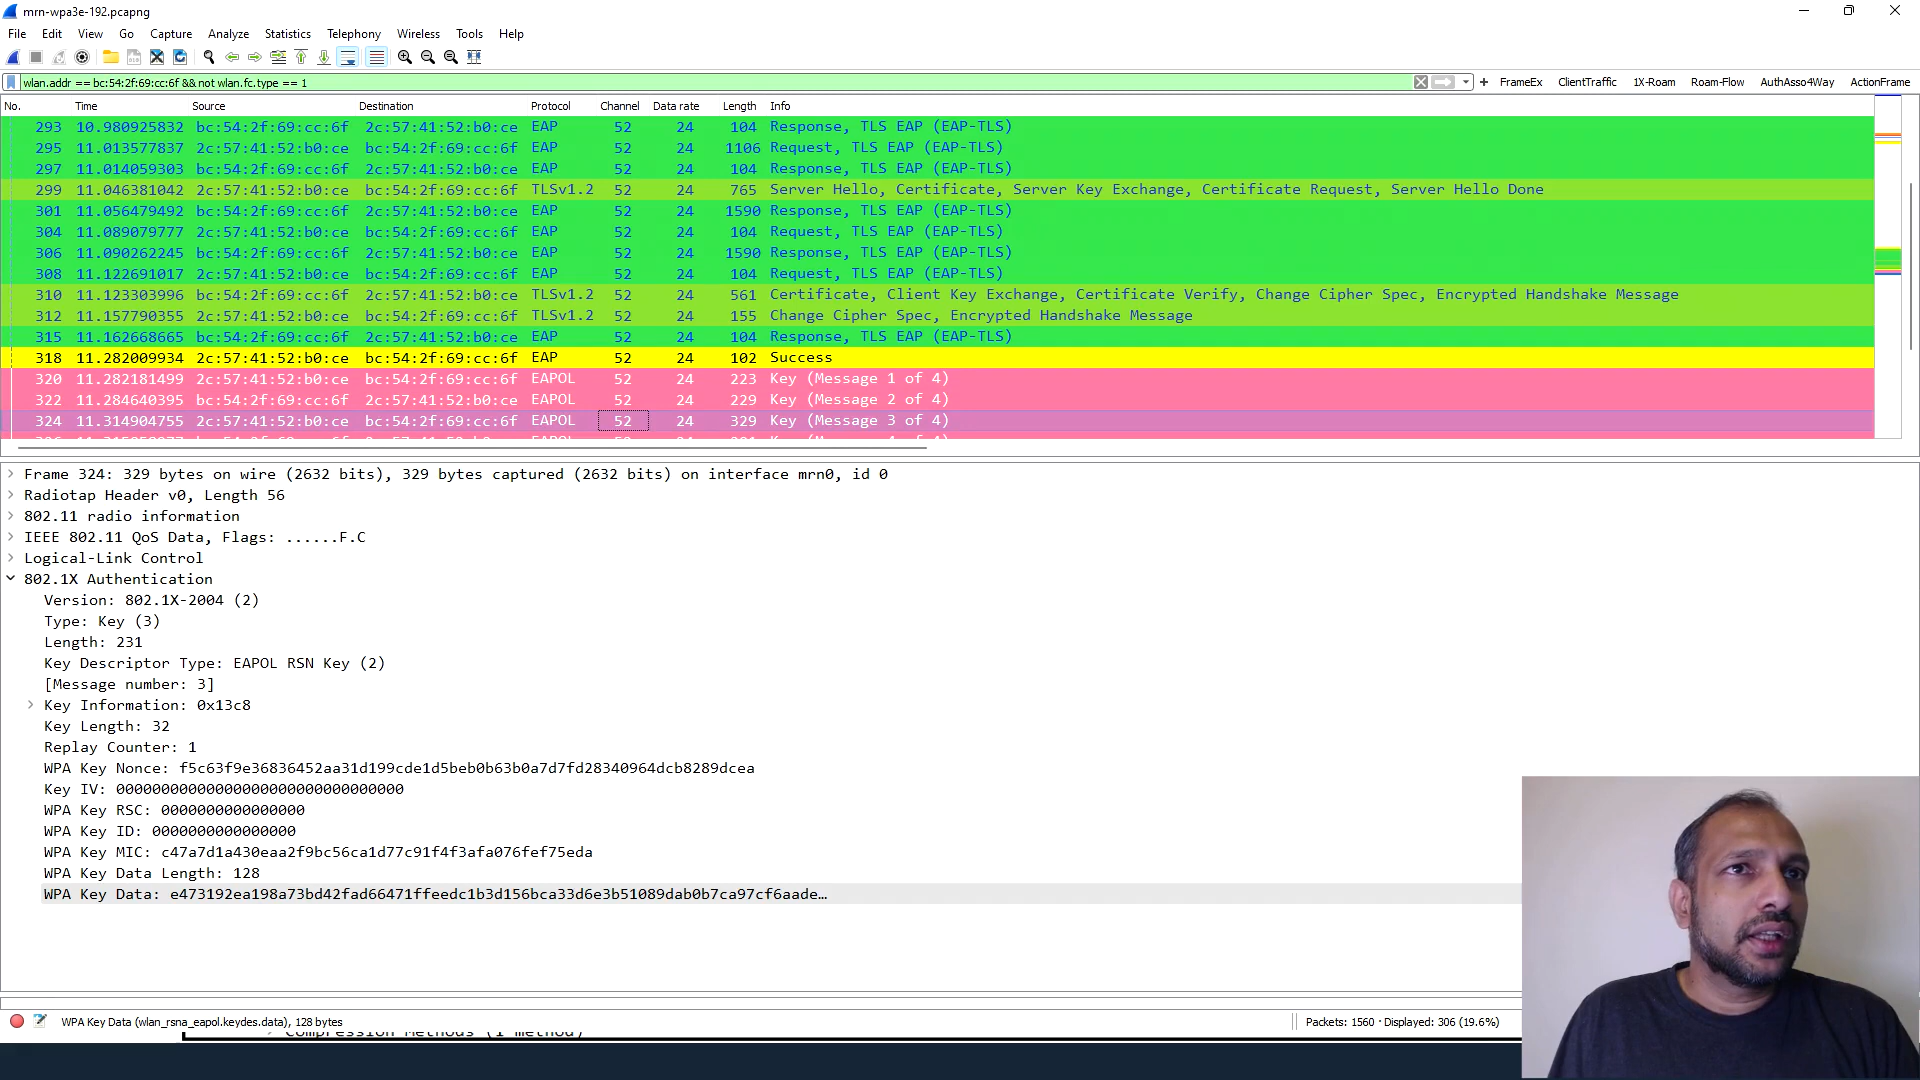 mrn-wpa3e-192.pcapng
File Edit View Go Capture Analyze Statistics Telephony Wireless Tools Help
wlan.addr == bc:54:2f:69:cc:6f && not wlan.fc.type == 1
+ FrameEx ClientTraffic 1X-Roam Roam-Flow AuthAsso4Way ActionFrame
No. Time Source Destination Protocol Channel Data rate Length Info
293 10.980925832 bc:54:2f:69:cc:6f 2c:57:41:52:b0:ce EAP 52 24 104 Response, TLS EAP (EAP-TLS)
295 11.013577837 2c:57:41:52:b0:ce bc:54:2f:69:cc:6f EAP 52 24 1106 Request, TLS EAP (EAP-TLS)
297 11.014059303 bc:54:2f:69:cc:6f 2c:57:41:52:b0:ce EAP 52 24 104 Response, TLS EAP (EAP-TLS)
299 11.046381042 2c:57:41:52:b0:ce bc:54:2f:69:cc:6f TLSv1.2 52 24 765 Server Hello, Certificate, Server Key Exchange, Certificate Request, Server Hello Done
301 11.056479492 bc:54:2f:69:cc:6f 2c:57:41:52:b0:ce EAP 52 24 1590 Response, TLS EAP (EAP-TLS)
304 11.089079777 2c:57:41:52:b0:ce bc:54:2f:69:cc:6f EAP 52 24 104 Request, TLS EAP (EAP-TLS)
306 11.090262245 bc:54:2f:69:cc:6f 2c:57:41:52:b0:ce EAP 52 24 1590 Response, TLS EAP (EAP-TLS)
308 11.122691017 2c:57:41:52:b0:ce bc:54:2f:69:cc:6f EAP 52 24 104 Request, TLS EAP (EAP-TLS)
310 11.123303996 bc:54:2f:69:cc:6f 2c:57:41:52:b0:ce TLSv1.2 52 24 561 Certificate, Client Key Exchange, Certificate Verify, Change Cipher Spec, Encrypted Handshake Message
312 11.157790355 2c:57:41:52:b0:ce bc:54:2f:69:cc:6f TLSv1.2 52 24 155 Change Cipher Spec, Encrypted Handshake Message
315 11.162668665 bc:54:2f:69:cc:6f 2c:57:41:52:b0:ce EAP 52 24 104 Response, TLS EAP (EAP-TLS)
318 11.282009934 2c:57:41:52:b0:ce bc:54:2f:69:cc:6f EAP 52 24 102 Success
320 11.282181499 2c:57:41:52:b0:ce bc:54:2f:69:cc:6f EAPOL 52 24 223 Key (Message 1 of 4)
322 11.284640395 bc:54:2f:69:cc:6f 2c:57:41:52:b0:ce EAPOL 52 24 229 Key (Message 2 of 4)
324 11.314904755 2c:57:41:52:b0:ce bc:54:2f:69:cc:6f EAPOL 52 24 329 Key (Message 3 of 4)
Frame 324: 329 bytes on wire (2632 bits), 329 bytes captured (2632 bits) on interface mrn0, id 0
Radiotap Header v0, Length 56
802.11 radio information
IEEE 802.11 QoS Data, Flags: ......F.C
Logical-Link Control
802.1X Authentication
Version: 802.1X-2004 (2)
Type: Key (3)
Length: 231
Key Descriptor Type: EAPOL RSN Key (2)
[Message number: 3]
Key Information: 0x13c8
Key Length: 32
Replay Counter: 1
WPA Key Nonce: f5c63f9e36836452aa31d199cde1d5beb0b63b0a7d7fd28340964dcb8289dcea
Key IV: 00000000000000000000000000000000
WPA Key RSC: 0000000000000000
WPA Key ID: 0000000000000000
WPA Key MIC: c47a7d1a430eaa2f9bc56ca1d77c91f4f3afa076fef75eda
WPA Key Data Length: 128
WPA Key Data: e473192ea198a73bd42fad66471ffeedc1b3d156bca33d6e3b51089dab0b7ca97cf6aade…
WPA Key Data (wlan_rsna_eapol.keydes.data), 128 bytes
Packets: 1560 · Displayed: 306 (19.6%)
Compression Methods (1 method)